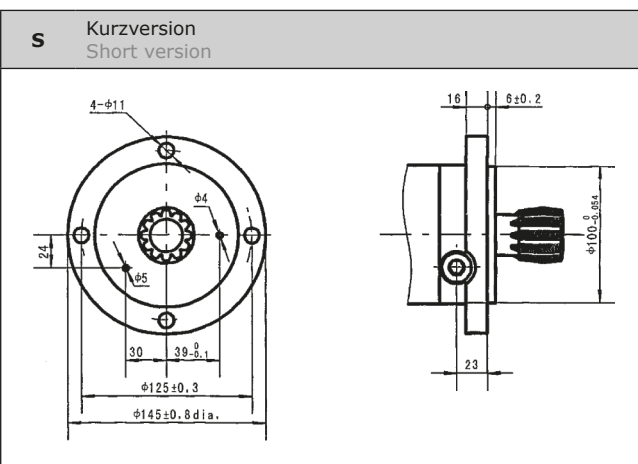 S
Kurzversion
Short version
4-φ11
16
6±0.2
φ4
24
φ5
φ100-0/-0.054
30
39-0/-0.1
23
φ125±0.3
φ145±0.8dia.